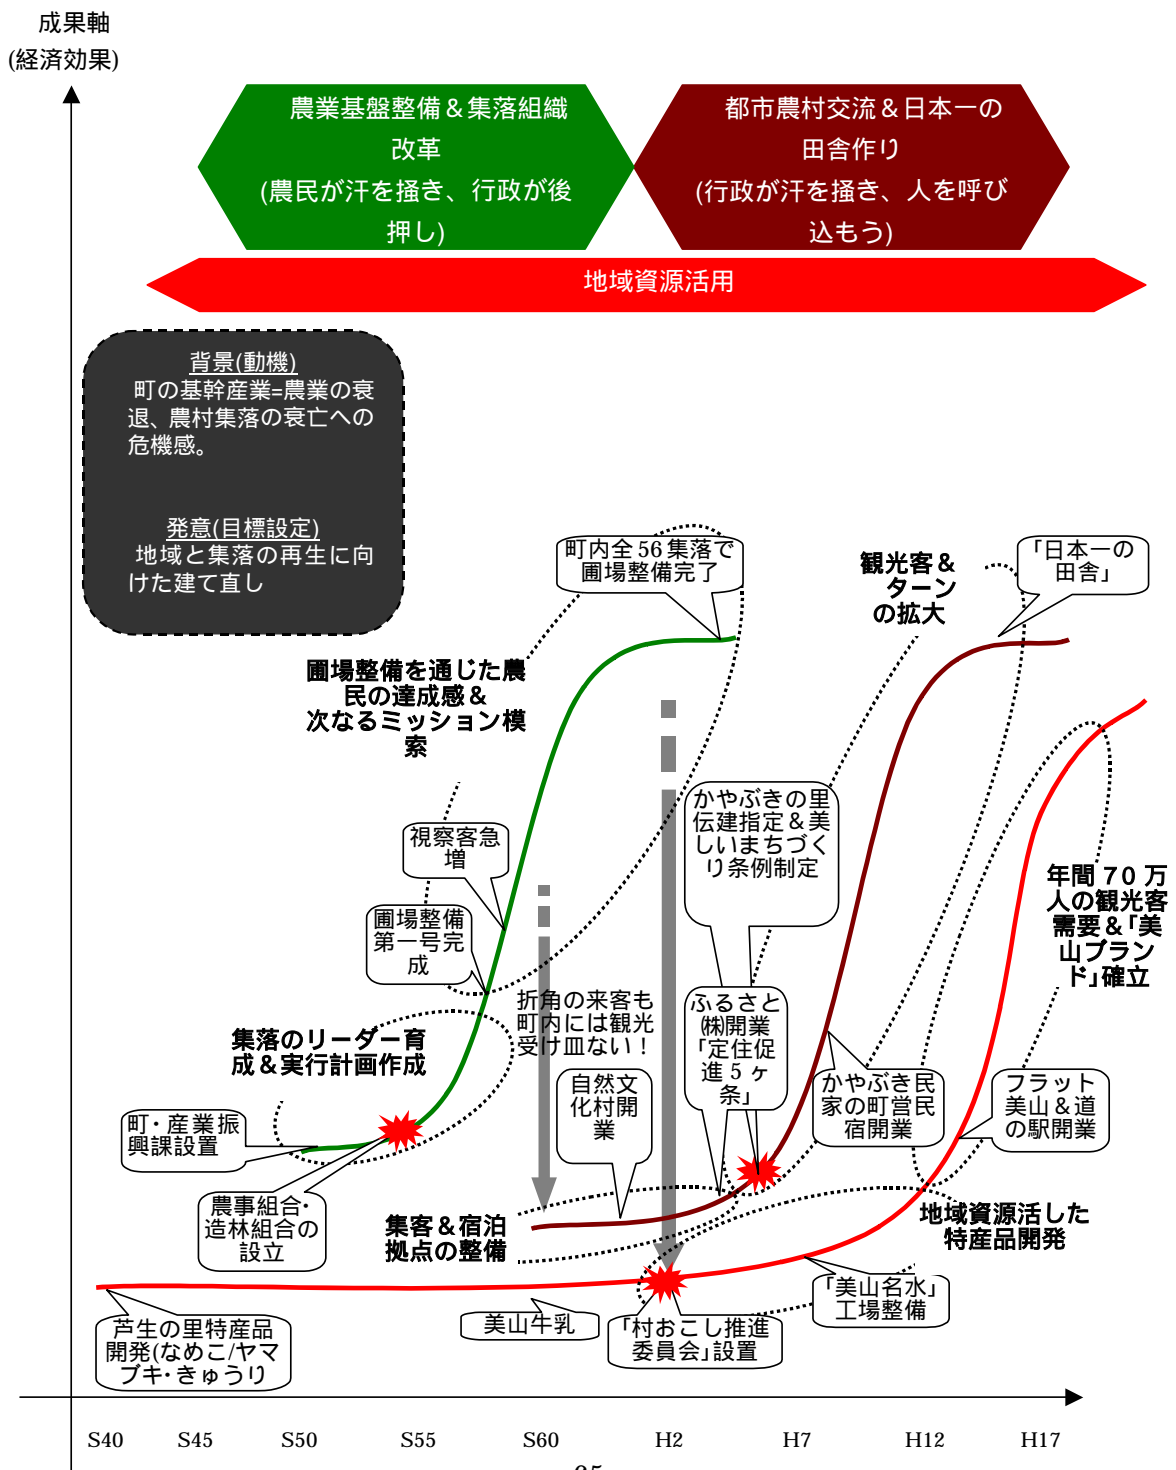 成果軸
(経済効果)
農業基盤整備＆集落組織
改革
(農民が汗を掻き、行政が後
押し)
都市農村交流＆日本一の
田舎作り
(行政が汗を掻き、人を呼び
込もう)
地域資源活用
背景(動機)
町の基幹産業=農業の衰
退、農村集落の衰亡への
危機感。
発意(目標設定)
地域と集落の再生に向
けた建て直し
町内全 56 集落で
圃場整備完了
観光客＆
ターン
の拡大
「日本一の
田舎」
圃場整備を通じた農
民の達成感＆
次なるミッション模
索
視察客急
増
圃場整備
第一号完
成
かやぶきの里
伝建指定＆美
しいまちづく
り条例制定
年間 70 万
人の観光客
需要＆「美
山ブラン
ド」確立
折角の来客も
町内には観光
受け皿ない！
ふるさと
㈱開業
「定住促
進 5 ヶ
条」
集落のリーダー育
成＆実行計画作成
自然文
化村開
業
かやぶき民
家の町営民
宿開業
フラット
美山＆道
の駅開業
町・産業振
興課設置
農事組合・
造林組合の
設立
集客＆宿泊
拠点の整備
地域資源活した
特産品開発
芦生の里特産品
開発(なめこ/ヤマ
ブキ・きゅうり
美山牛乳
「村おこし推進
委員会」設置
「美山名水」
工場整備
S40 S45 S50 S55 S60 H2 H7 H12 H17